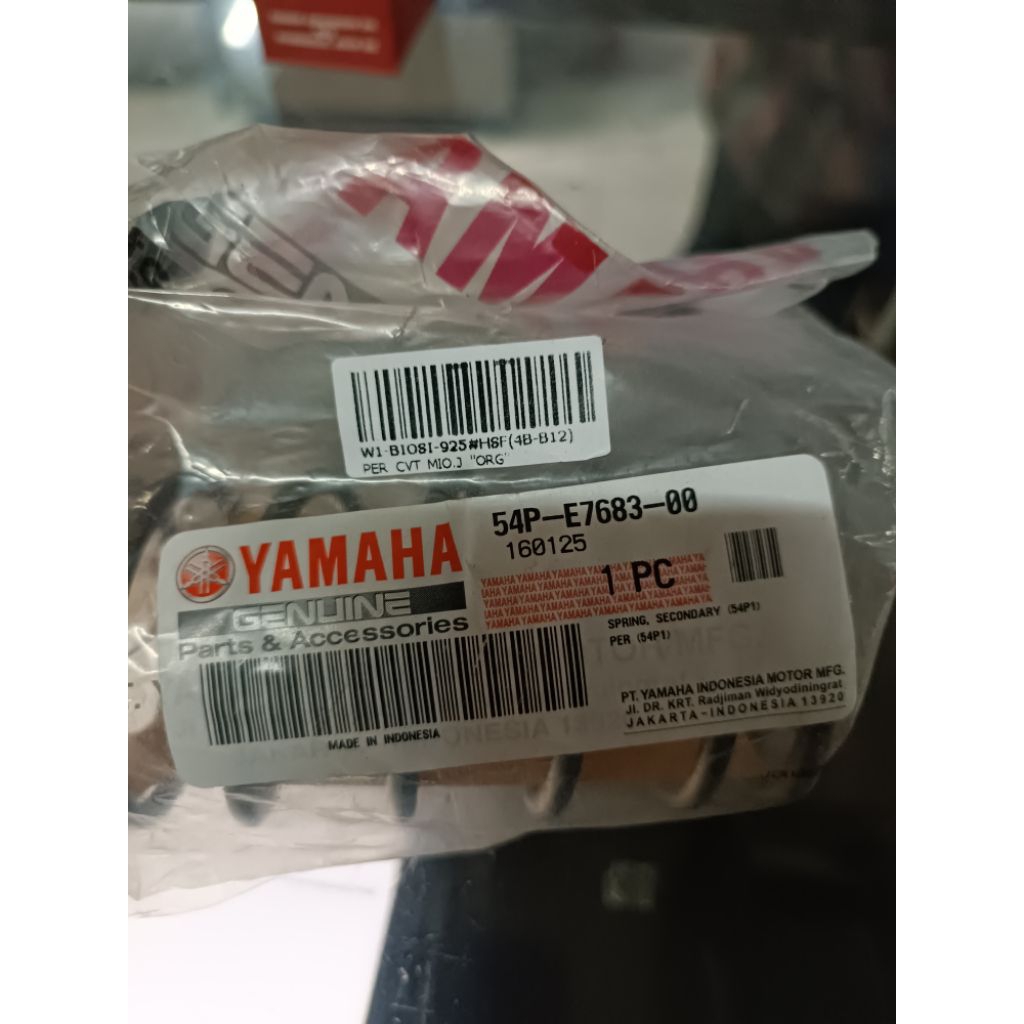 W1-BIO8I-925#HSF(4B-B12)
PER CVT MIO.J "ORG"
YAMAHA
GENUINE
Parts & Accessories
54P-E7683-00
160125
1 PC
SPRING, SECONDARY (54P1)
PER (54P1)
PT. YAMAHA INDONESIA MOTOR MFG.
Jl. DR. KRT. Radjiman Widyodiningrat
JAKARTA-INDONESIA 13920
MADE IN INDONESIA